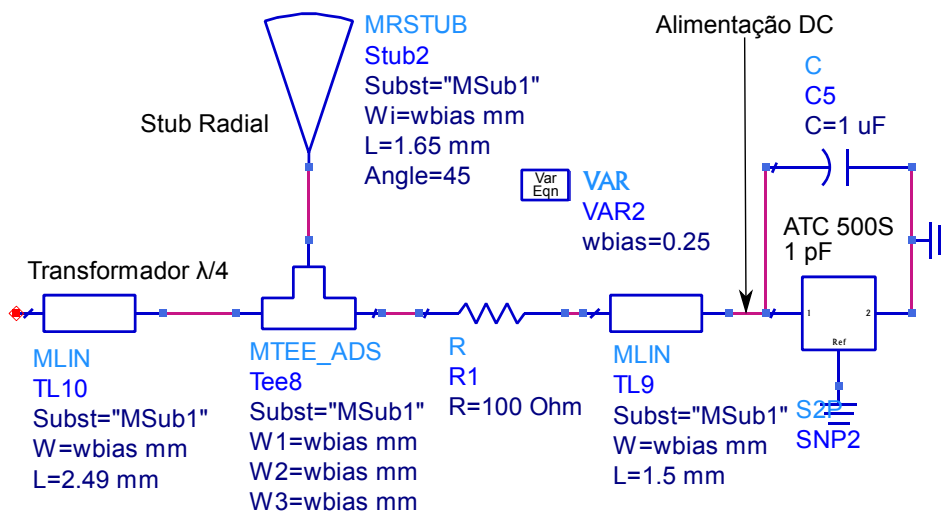 MRSTUB
Stub2
Subst="MSub1"
Wi=wbias mm
L=1.65 mm
Angle=45
Stub Radial
Alimentação DC
C
C5
C=1 uF
Var
Eqn
VAR
VAR2
wbias=0.25
ATC 500S
1 pF
Transformador λ/4
MLIN
TL10
Subst="MSub1"
W=wbias mm
L=2.49 mm
MTEE_ADS
Tee8
Subst="MSub1"
W1=wbias mm
W2=wbias mm
W3=wbias mm
R
R1
R=100 Ohm
MLIN
TL9
Subst="MSub1"
W=wbias mm
L=1.5 mm
1
2
Ref
S2P
SNP2